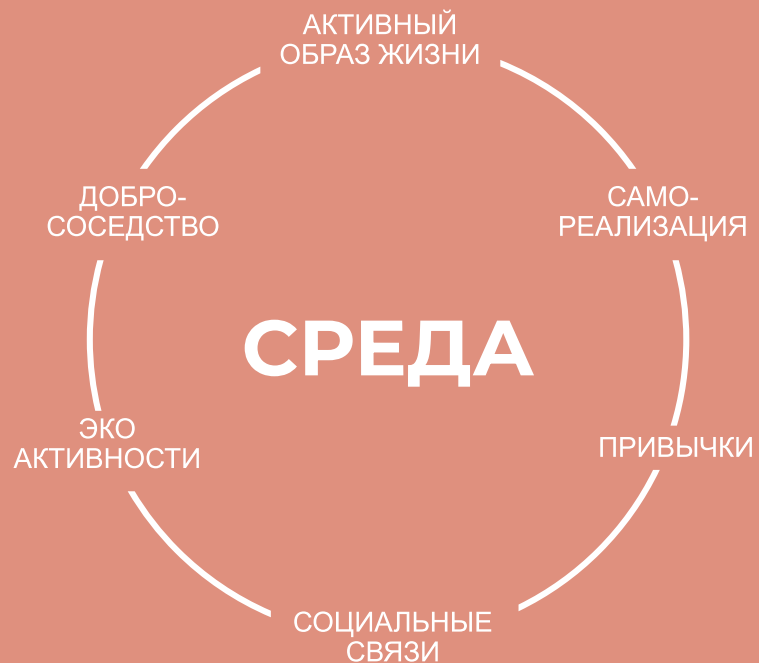 АКТИВНЫЙ
ОБРАЗ ЖИЗНИ
ДОБРО-
СОСЕДСТВО
САМО-
РЕАЛИЗАЦИЯ
СРЕДА
ЭКО
АКТИВНОСТИ
ПРИВЫЧКИ
СОЦИАЛЬНЫЕ
СВЯЗИ